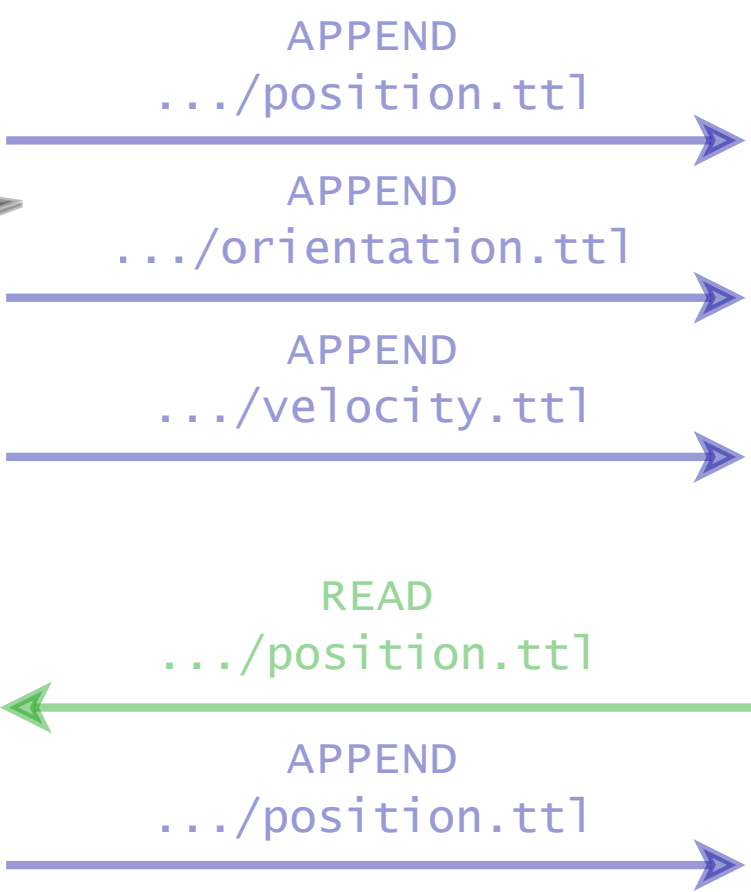 APPEND
.../position.ttl
APPEND
.../orientation.ttl
APPEND
.../velocity.ttl
READ
.../position.ttl
APPEND
.../position.ttl